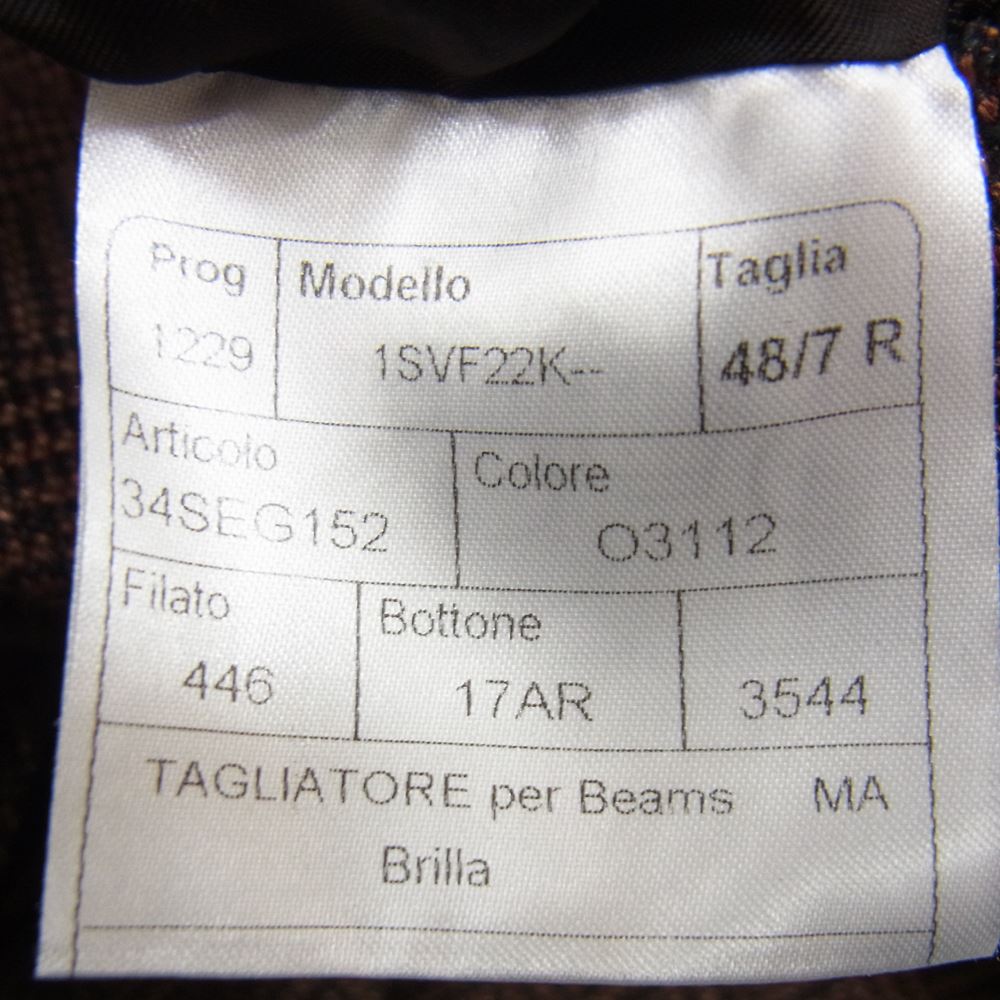 Prog Modello Taglia
1229 1SVF22K-- 48/7 R
Articolo Colore
34SEG152 O3112
Filato Bottone
446 17AR 3544
TAGLIATORE per Beams MA
Brilla